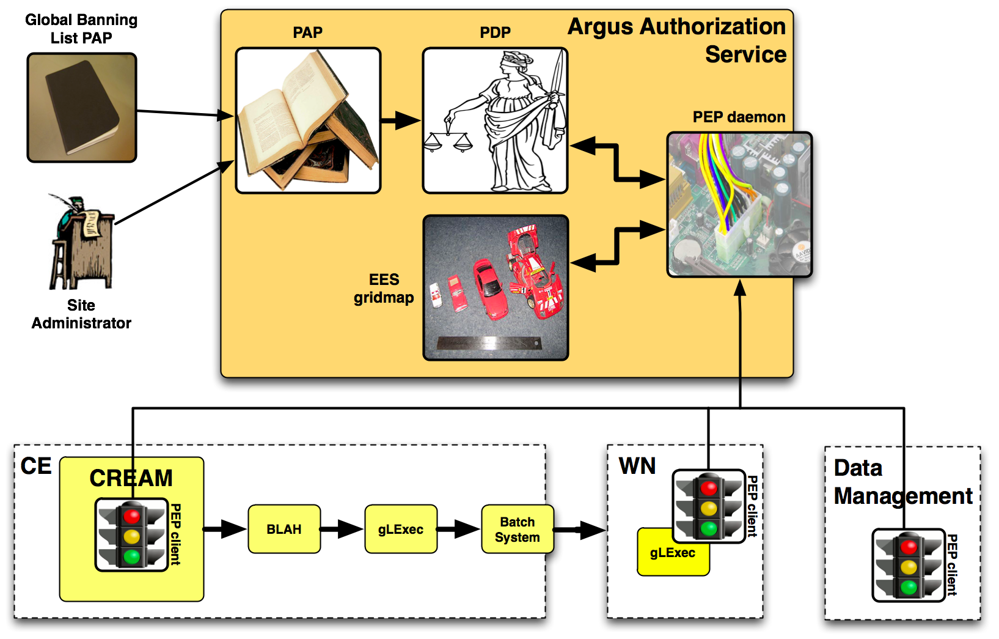 Global Banning
List PAP
PAP
PDP
Argus Authorization
Service
PEP daemon
Site
Administrator
EES
gridmap
AAVID
CE
CREAM
PEP client
BLAH
gLExec
Batch
System
WN
PEP client
gLExec
Data
Management
PEP client